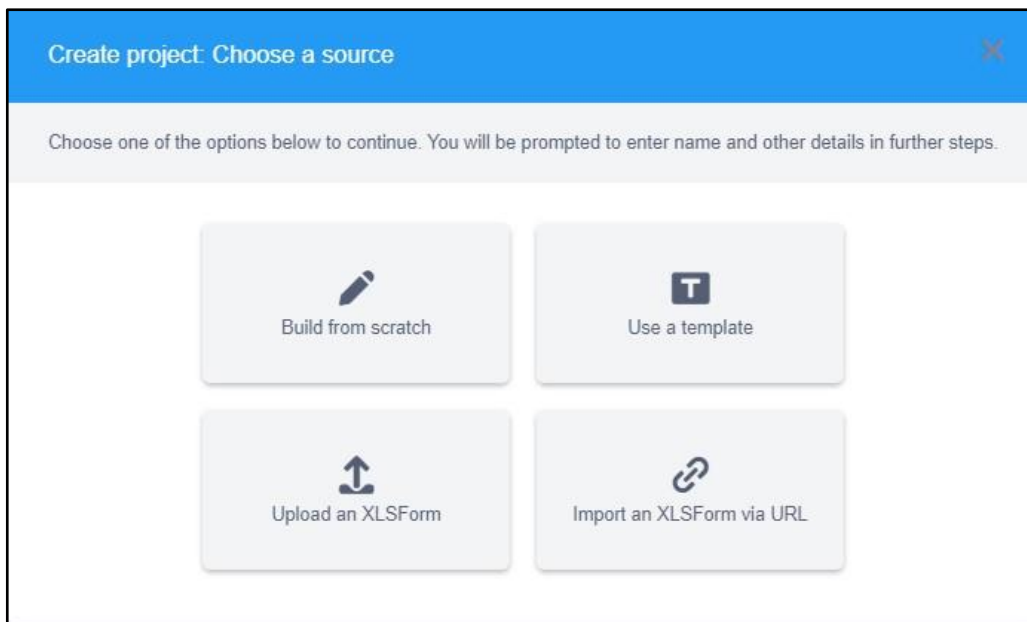 Create project: Choose a source
Choose one of the options below to continue. You will be prompted to enter name and other details in further steps.
Build from scratch
Use a template
Upload an XLSForm
Import an XLSForm via URL